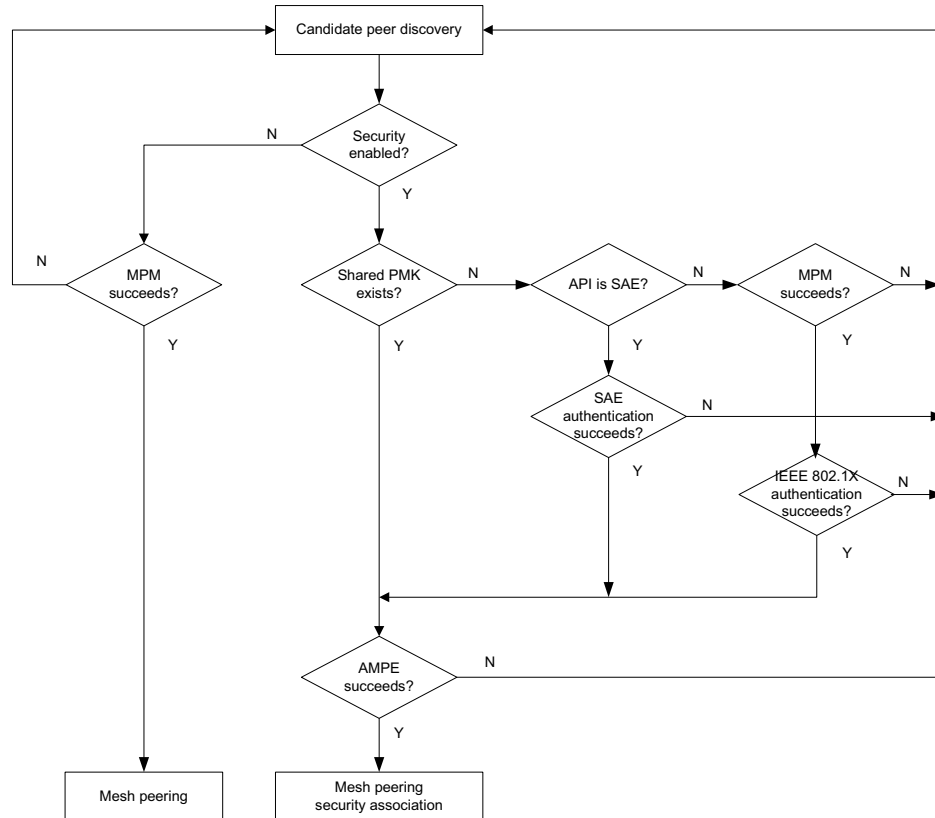 Candidate peer discovery
N
Security
enabled?
Y
N
MPM
succeeds?
Y
Shared PMK
exists?
N
Y
API is SAE?
N
Y
MPM
succeeds?
N
Y
SAE
authentication
succeeds?
N
Y
IEEE 802.1X
authentication
succeeds?
N
Y
AMPE
succeeds?
N
Y
Mesh peering
Mesh peering
security association